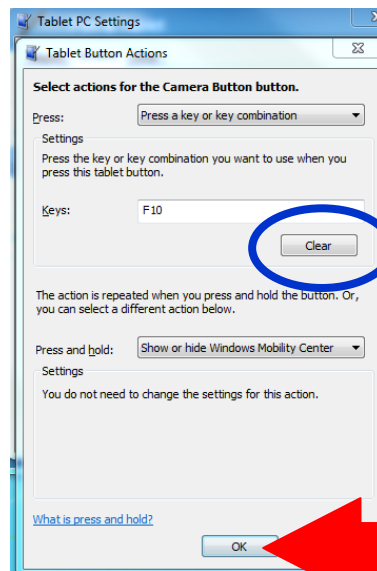 Tablet PC Settings
Tablet Button Actions
Select actions for the Camera Button button.
Press: Press a key or key combination
Settings
Press the key or key combination you want to use when you
press this tablet button.
Keys: F10
Clear
The action is repeated when you press and hold the button. Or,
you can select a different action below.
Press and hold: Show or hide Windows Mobility Center
Settings
You do not need to change the settings for this action.
What is press and hold?
OK